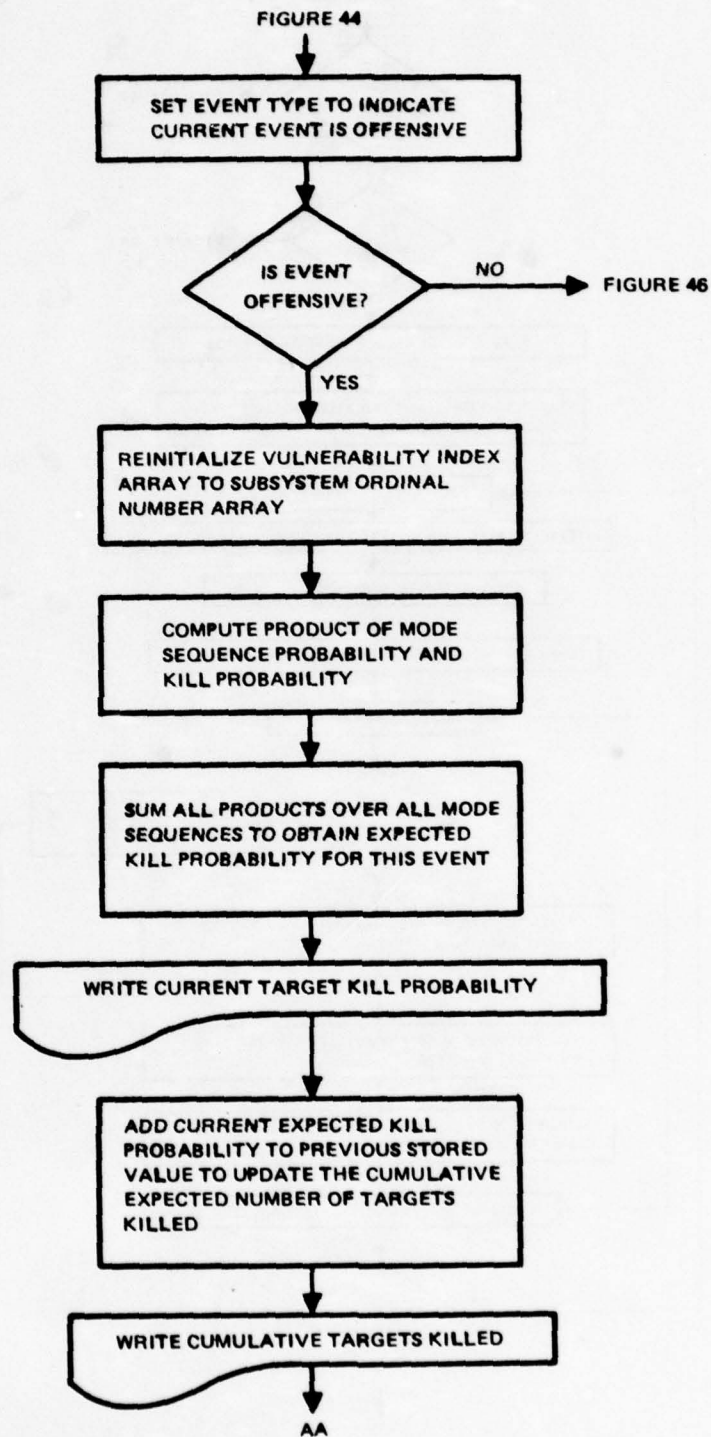 FIGURE 44
SET EVENT TYPE TO INDICATE
CURRENT EVENT IS OFFENSIVE
IS EVENT
OFFENSIVE?
NO
FIGURE 46
YES
REINITIALIZE VULNERABILITY INDEX
ARRAY TO SUBSYSTEM ORDINAL
NUMBER ARRAY
COMPUTE PRODUCT OF MODE
SEQUENCE PROBABILITY AND
KILL PROBABILITY
SUM ALL PRODUCTS OVER ALL MODE
SEQUENCES TO OBTAIN EXPECTED
KILL PROBABILITY FOR THIS EVENT
WRITE CURRENT TARGET KILL PROBABILITY
ADD CURRENT EXPECTED KILL
PROBABILITY TO PREVIOUS STORED
VALUE TO UPDATE THE CUMULATIVE
EXPECTED NUMBER OF TARGETS
KILLED
WRITE CUMULATIVE TARGETS KILLED
AA